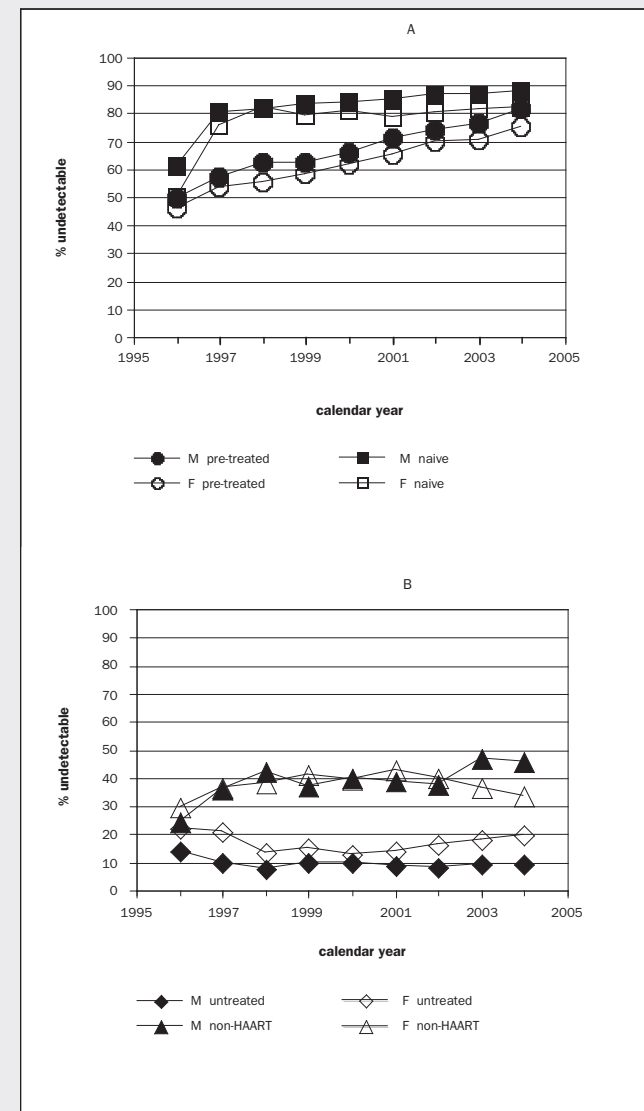 A
100
90
80
70
60
50
40
30
20
10
0
% undetectable
1995 1997 1999 2001 2003 2005
calendar year
M pre-treated M naive
F pre-treated F naive
B
100
90
80
70
60
50
40
30
20
10
0
% undetectable
1995 1997 1999 2001 2003 2005
calendar year
M untreated F untreated
M non-HAART F non-HAART